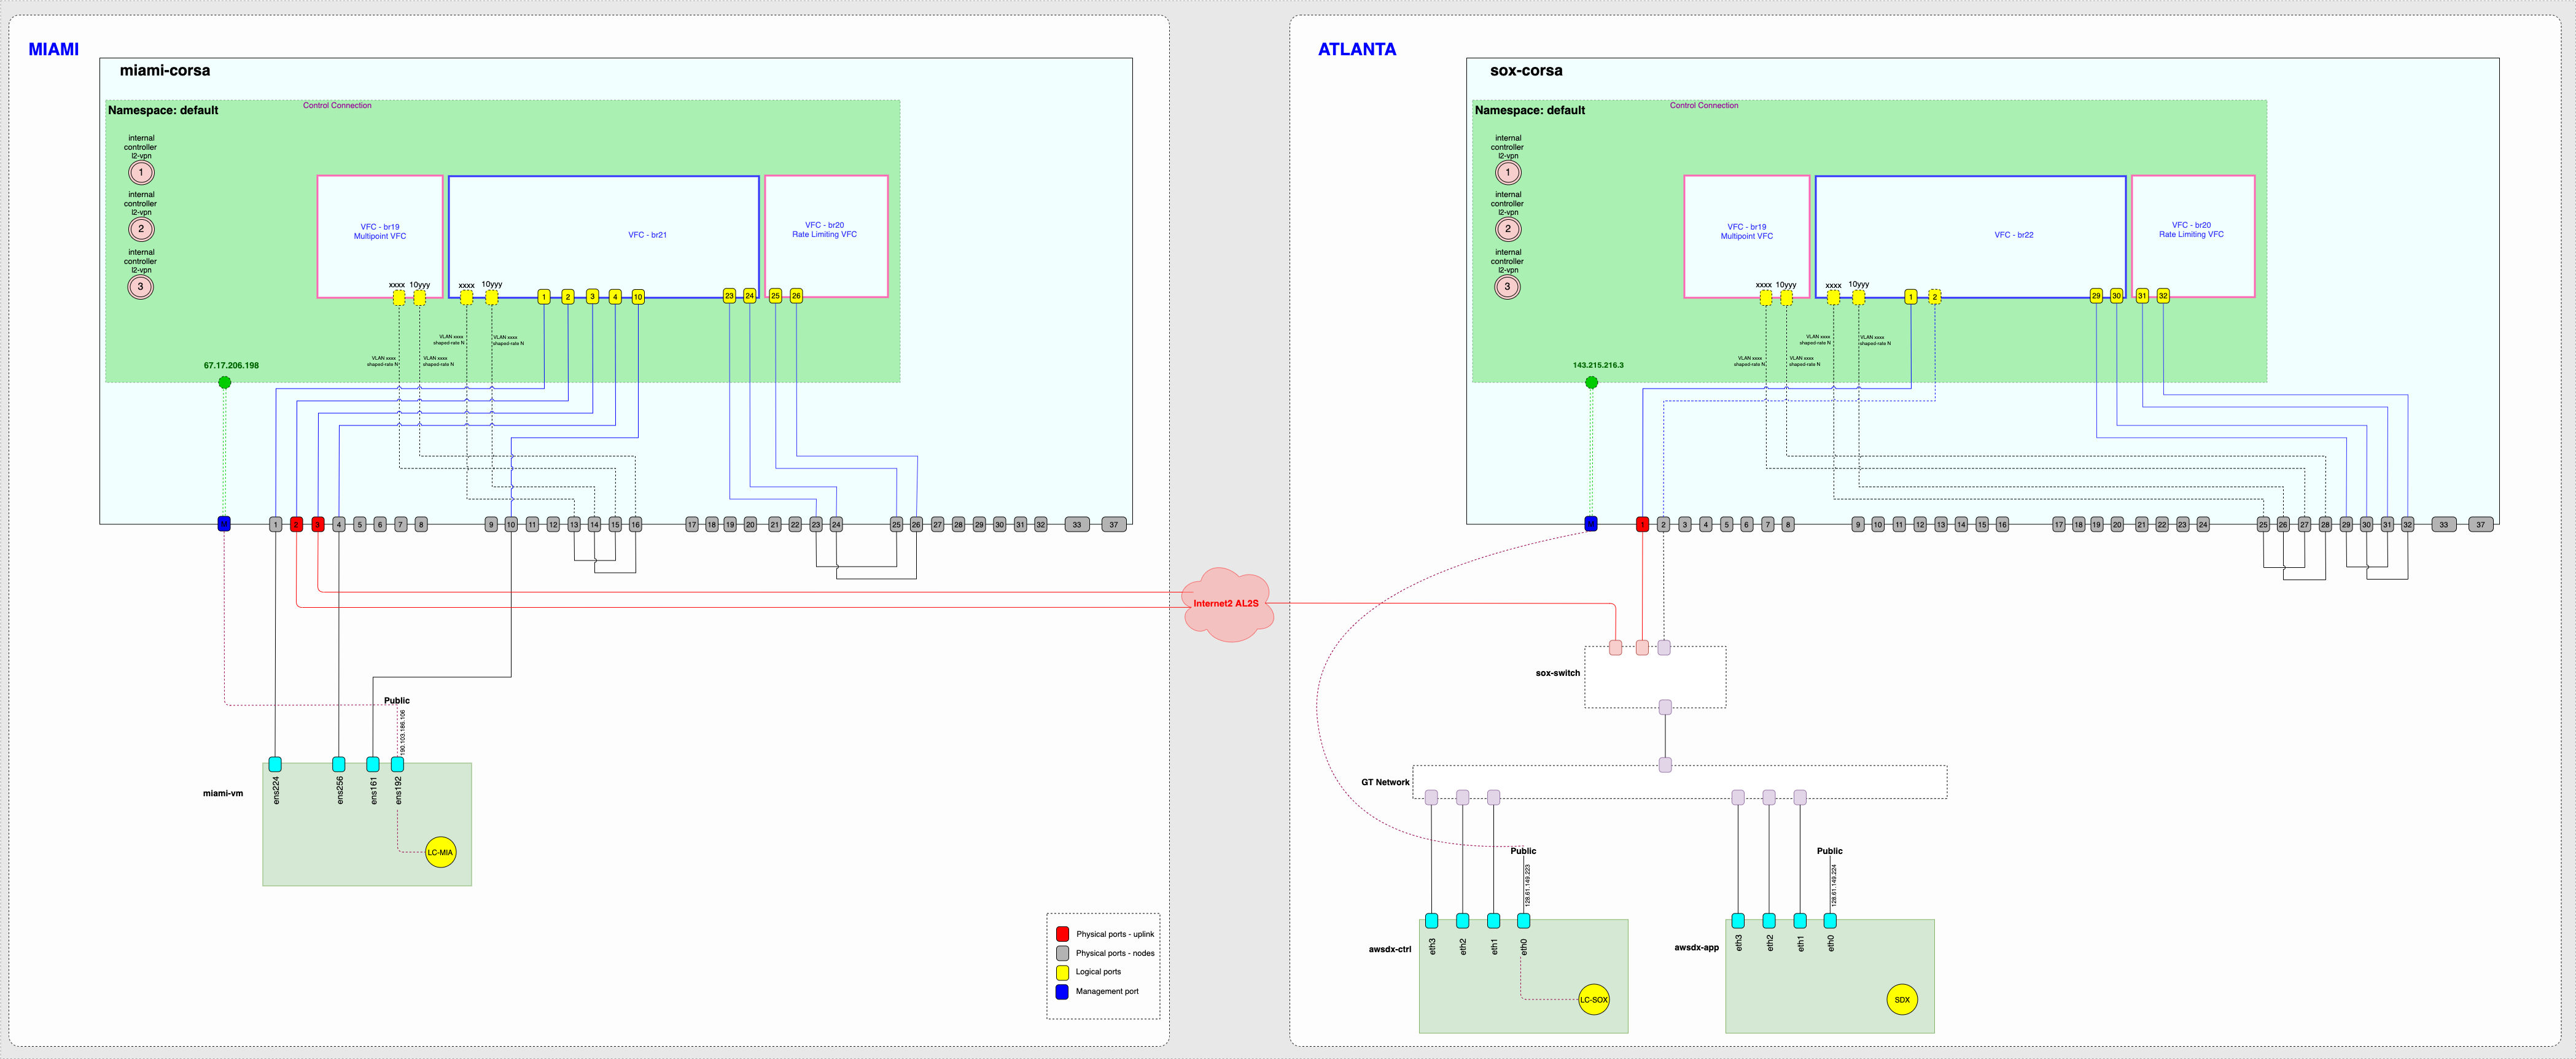 MIAMI
miami-corsa
Namespace: default
Control Connection
internal
controller
l2-vpn
1
internal
controller
l2-vpn
2
internal
controller
l2-vpn
3
VFC - br19
Multipoint VFC
VFC - br21
VFC - br20
Rate Limiting VFC
xxxx 10yyy
xxxx 10yyy
1 2 3 4 10 23 24 25 26
VLAN xxxx
shaped-rate N
VLAN xxxx
shaped-rate N
VLAN xxxx
shaped-rate N
VLAN xxxx
shaped-rate N
67.17.206.198
M 1 2 3 4 5 6 7 8 9 10 11 12 13 14 15 16 17 18 19 20 21 22 23 24 25 26 27 28 29 30 31 32 33 37
Internet2 AL2S
Public
190.103.186.106
miami-vm
ens224
ens256
ens161
ens192
LC-MIA
Physical ports - uplink
Physical ports - nodes
Logical ports
Management port
ATLANTA
sox-corsa
Namespace: default
Control Connection
internal
controller
l2-vpn
1
internal
controller
l2-vpn
2
internal
controller
l2-vpn
3
VFC - br19
Multipoint VFC
VFC - br22
VFC - br20
Rate Limiting VFC
xxxx 10yyy
xxxx 10yyy
1 2 29 30 31 32
VLAN xxxx
shaped-rate N
VLAN xxxx
shaped-rate N
VLAN xxxx
shaped-rate N
VLAN xxxx
shaped-rate N
143.215.216.3
M 1 2 3 4 5 6 7 8 9 10 11 12 13 14 15 16 17 18 19 20 21 22 23 24 25 26 27 28 29 30 31 32 33 37
sox-switch
GT Network
Public
128.61.149.223
Public
128.61.149.224
awsdx-ctrl
eth3
eth2
eth1
eth0
LC-SOX
awsdx-app
eth3
eth2
eth1
eth0
SDX